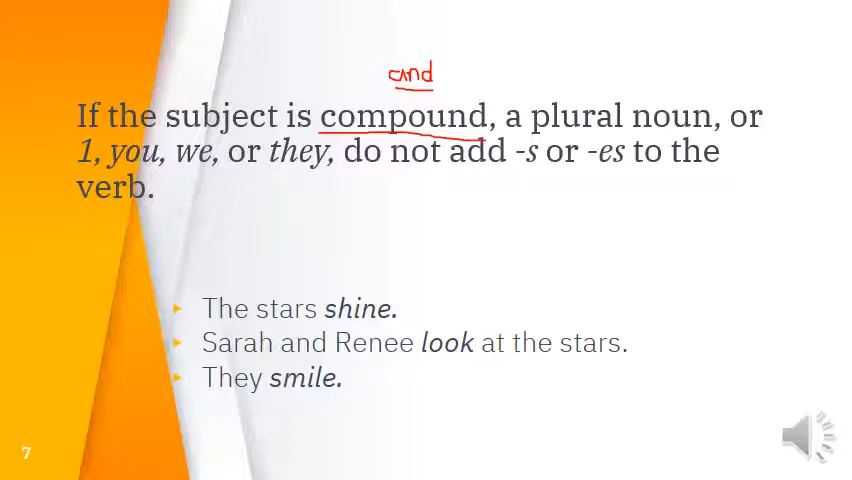 and
If the subject is compound, a plural noun, or
1, you, we, or they, do not add -s or -es to the
verb.
▸ The stars shine.
▸ Sarah and Renee look at the stars.
▸ They smile.
7